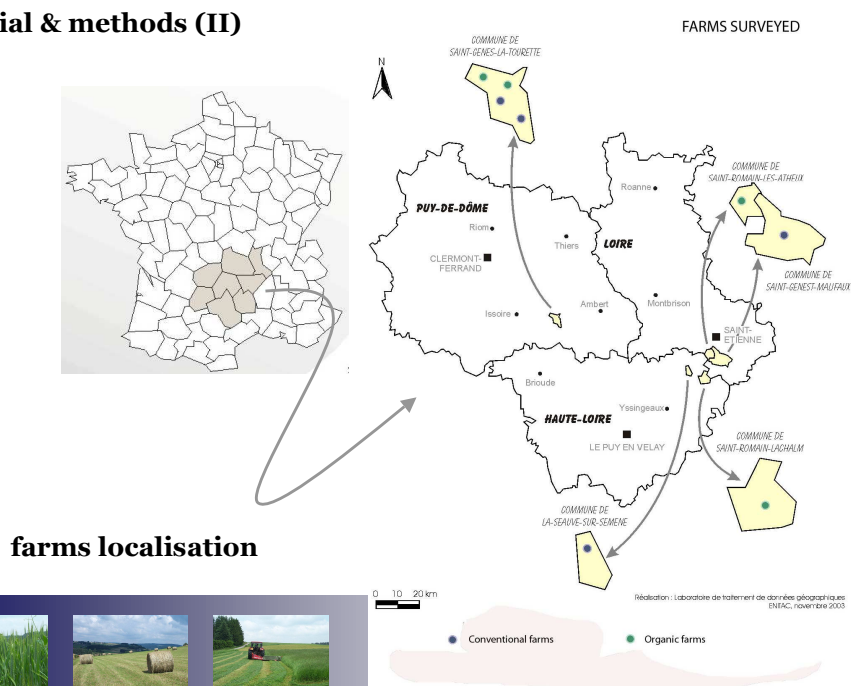 ial & methods (II)
FARMS SURVEYED
COMMUNE DE
SAINT-GENES-LA-TOURETTE
N
COMMUNE DE
SAINT-ROMAIN-LES-ATHEUX
Roanne
PUY-DE-DÔME
Riom
Thiers
LOIRE
CLERMONT-
FERRAND
COMMUNE DE
SAINT-GENEST-MALIFAUX
Issoire
Ambert
Montbrison
SAINT-
ETIENNE
Brioude
Yssingeaux
HAUTE-LOIRE
LE PUY EN VELAY
COMMUNE DE
SAINT-ROMAIN-LACHALM
COMMUNE DE
LA-SEAUVE-SUR-SEMENE
farms localisation
0 10 20 km
Réalisation : Laboratoire de traitement de données géographiques
ENITAC, novembre 2003
Conventional farms
Organic farms